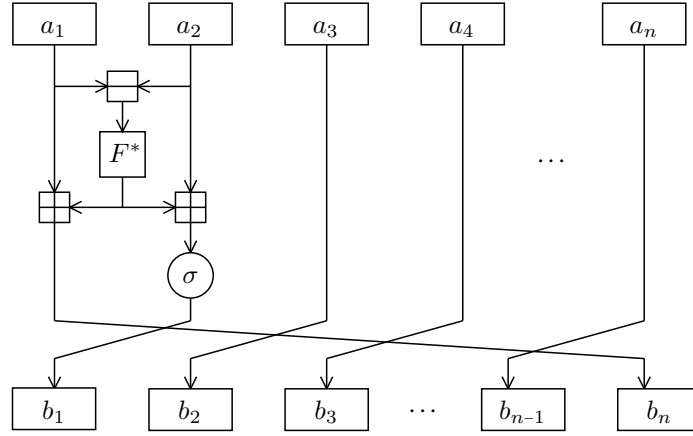 a₁ a₂ a₃ a₄ aₙ
F* ⋯
σ
b₁ b₂ b₃ ⋯ bₙ₋₁ bₙ